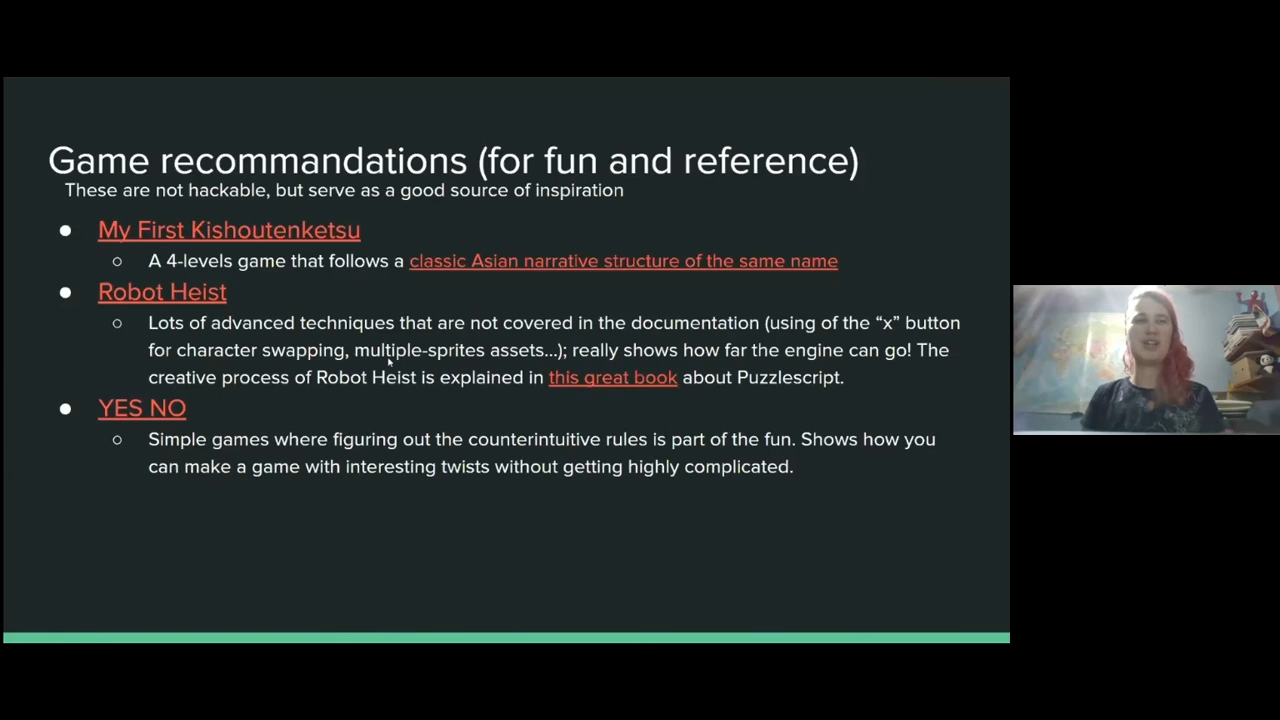 Game recommandations (for fun and reference)
These are not hackable, but serve as a good source of inspiration
● My First Kishoutenketsu
○ A 4-levels game that follows a classic Asian narrative structure of the same name
● Robot Heist
○ Lots of advanced techniques that are not covered in the documentation (using of the “x” button
for character swapping, multiple-sprites assets...); really shows how far the engine can go! The
creative process of Robot Heist is explained in this great book about Puzzlescript.
● YES NO
○ Simple games where figuring out the counterintuitive rules is part of the fun. Shows how you
can make a game with interesting twists without getting highly complicated.